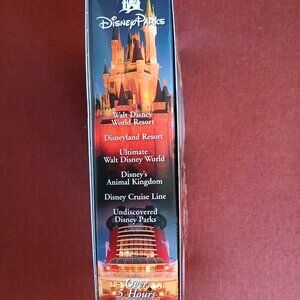 Disney Parks
Walt Disney
World Resort
Disneyland Resort
Ultimate
Walt Disney World
Disney's
Animal Kingdom
Disney Cruise Line
Undiscovered
Disney Parks
Over
5 Hours